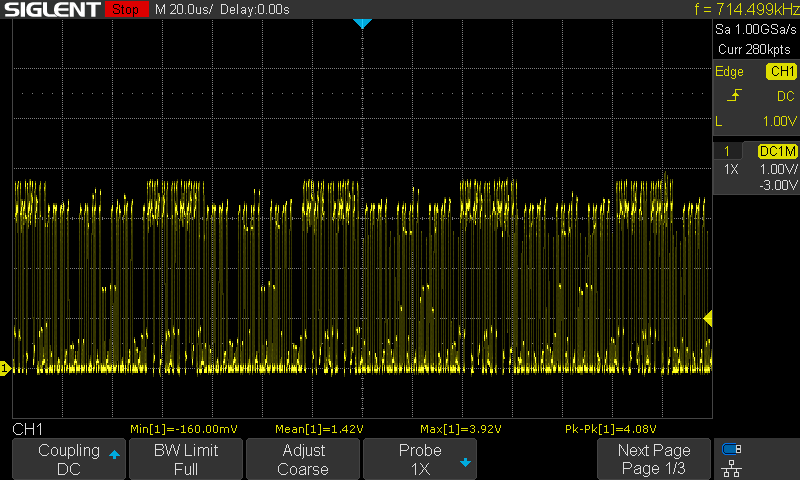 SIGLENT Stop M 20.0us/ Delay:0.00s f = 714.499kHz
Sa 1.00GSa/s
Curr 280kpts
Edge CH1
DC
L 1.00V
1 DC1M
1X 1.00V/
-3.00V
1
CH1 Min[1]=-160.00mV Mean[1]=1.42V Max[1]=3.92V Pk-Pk[1]=4.08V
Coupling BW Limit Adjust Probe Next Page
DC Full Coarse 1X Page 1/3